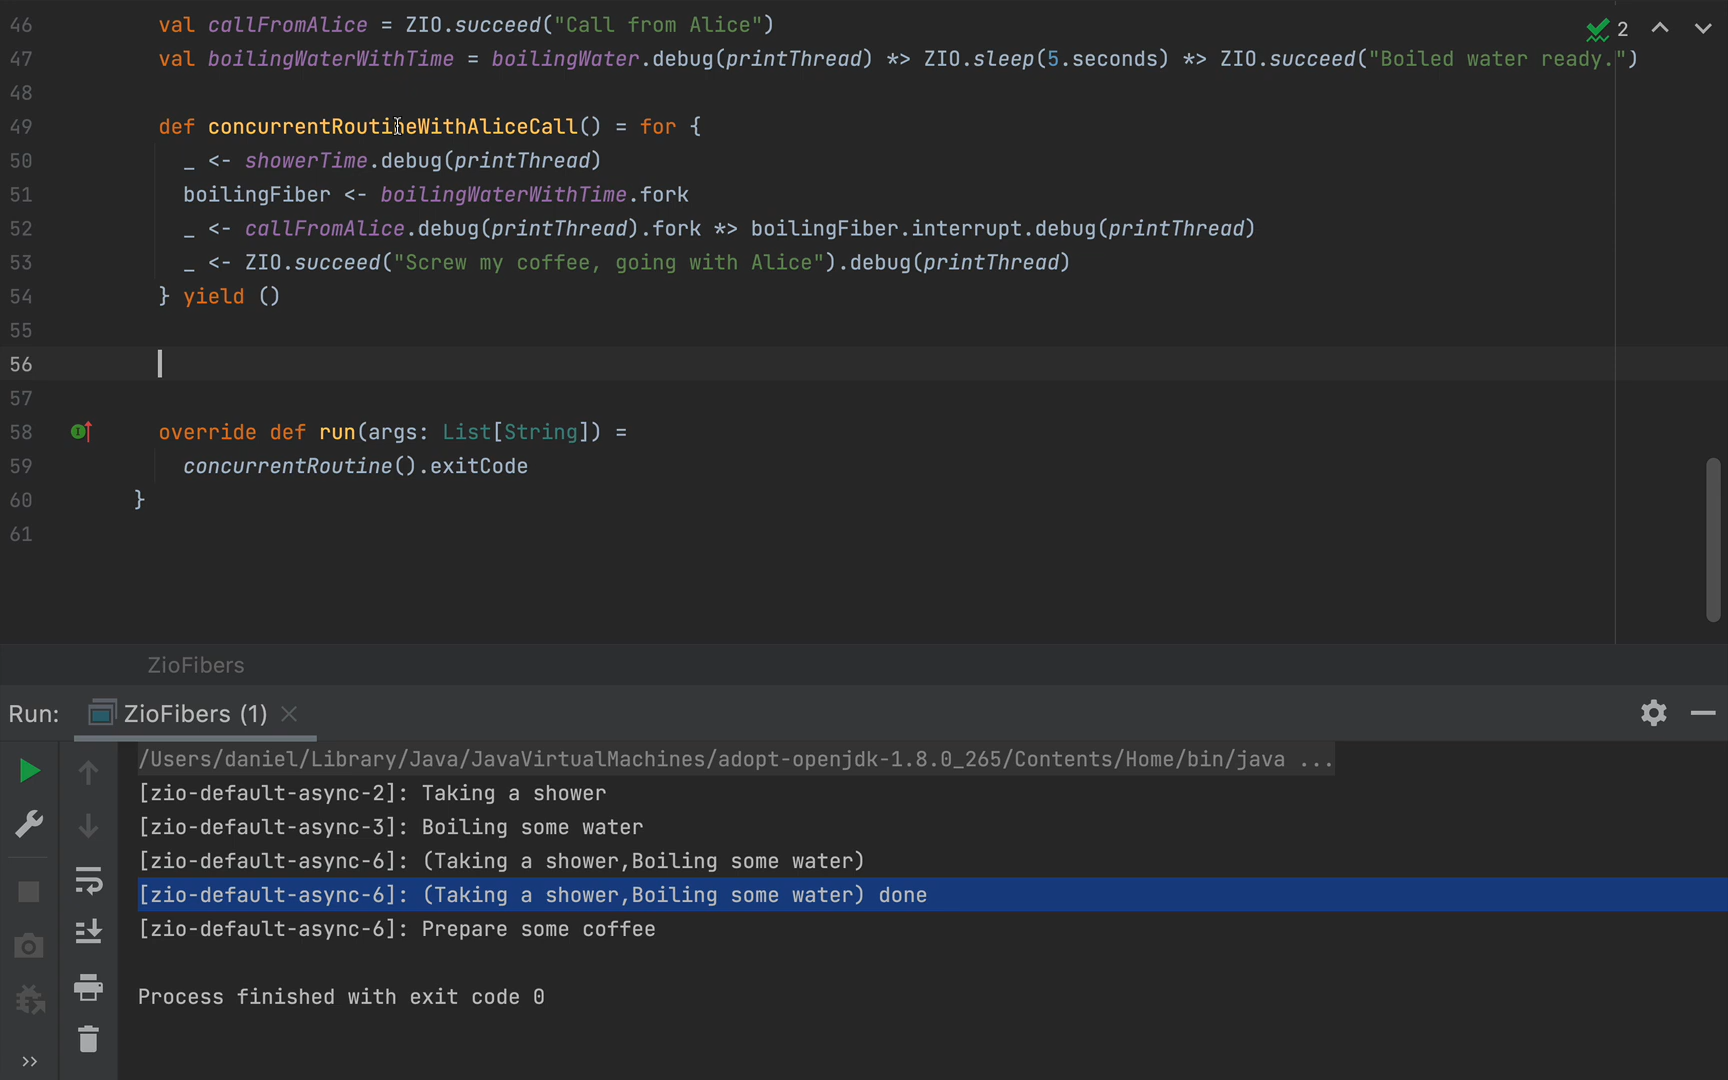 46 val callFromAlice = ZIO.succeed("Call from Alice")
2
47 val boilingWaterWithTime = boilingWater.debug(printThread) *> ZIO.sleep(5.seconds) *> ZIO.succeed("Boiled water ready.")
48
49 def concurrentRoutineWithAliceCall() = for {
50 _ <- showerTime.debug(printThread)
51 boilingFiber <- boilingWaterWithTime.fork
52 _ <- callFromAlice.debug(printThread).fork *> boilingFiber.interrupt.debug(printThread)
53 _ <- ZIO.succeed("Screw my coffee, going with Alice").debug(printThread)
54 } yield ()
55
56
57
58 override def run(args: List[String]) =
59 concurrentRoutine().exitCode
60 }
61
ZioFibers
Run: ZioFibers (1)
/Users/daniel/Library/Java/JavaVirtualMachines/adopt-openjdk-1.8.0_265/Contents/Home/bin/java ...
[zio-default-async-2]: Taking a shower
[zio-default-async-3]: Boiling some water
[zio-default-async-6]: (Taking a shower,Boiling some water)
[zio-default-async-6]: (Taking a shower,Boiling some water) done
[zio-default-async-6]: Prepare some coffee
Process finished with exit code 0